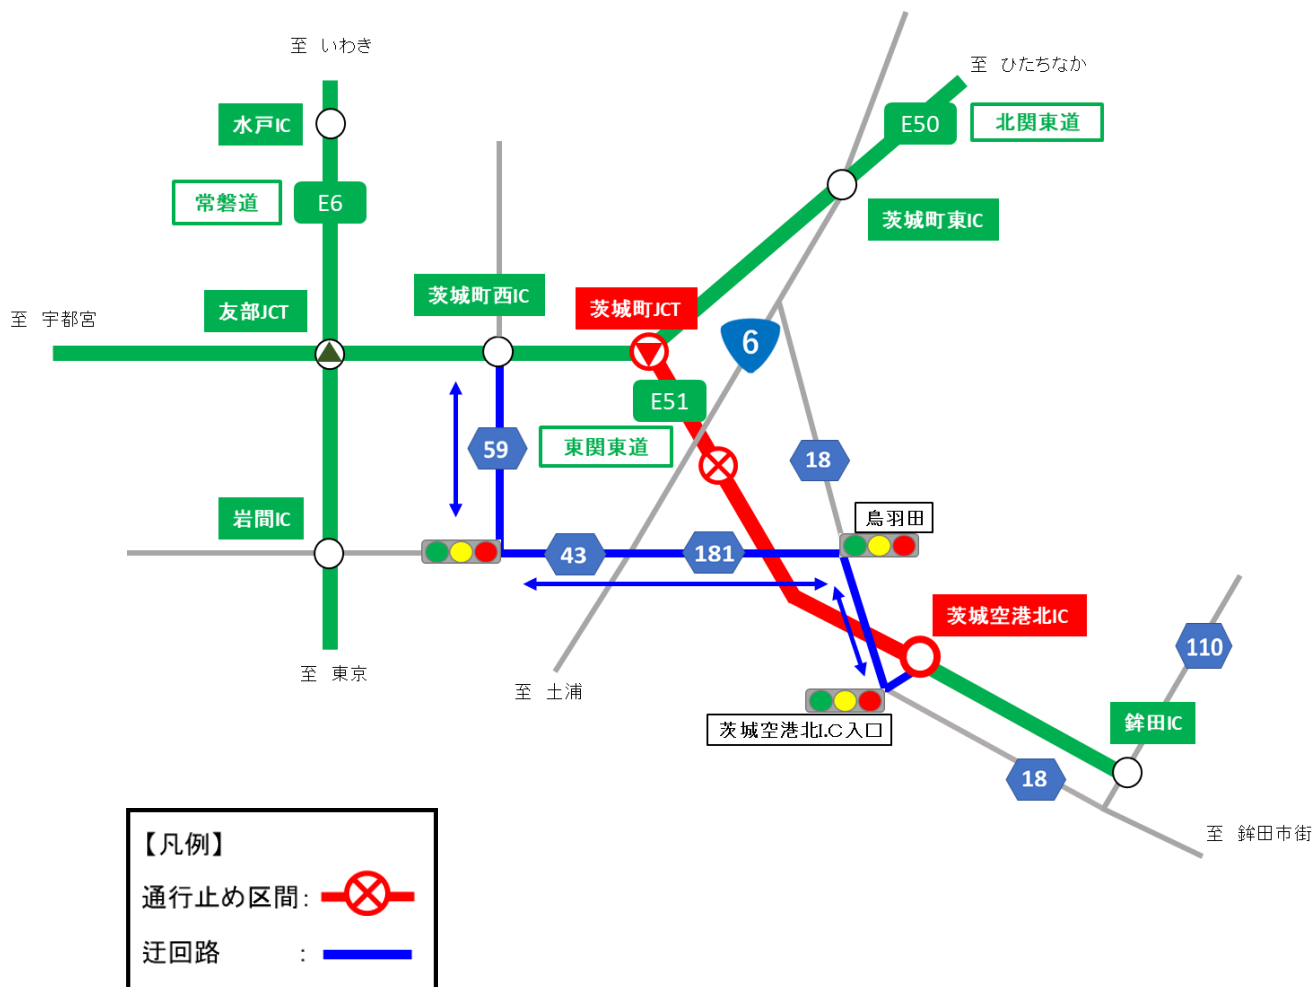 至　いわき
至　ひたちなか
水戸IC
E50
北関東道
常磐道
E6
茨城町東IC
茨城町西IC
茨城町JCT
友部JCT
至　宇都宮
6
E51
59
東関東道
18
岩間IC
鳥羽田
43
181
茨城空港北IC
110
至　東京
至　土浦
茨城空港北I.C入口
鉾田IC
18
至　鉾田市街
【凡例】
通行止め区間：
迂回路　　　：